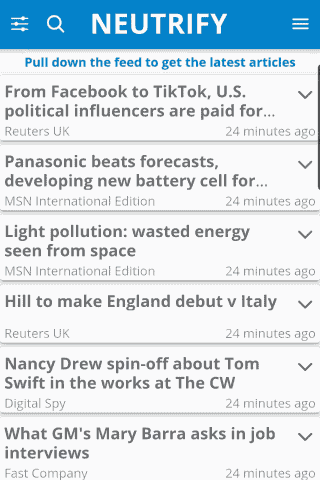 NEUTRIFY
Pull down the feed to get the latest articles
From Facebook to TikTok, U.S.
political influencers are paid for...
Reuters UK 24 minutes ago
Panasonic beats forecasts,
developing new battery cell for...
MSN International Edition 24 minutes ago
Light pollution: wasted energy
seen from space
MSN International Edition 24 minutes ago
Hill to make England debut v Italy
Reuters UK 24 minutes ago
Nancy Drew spin-off about Tom
Swift in the works at The CW
Digital Spy 24 minutes ago
What GM's Mary Barra asks in job
interviews
Fast Company 24 minutes ago